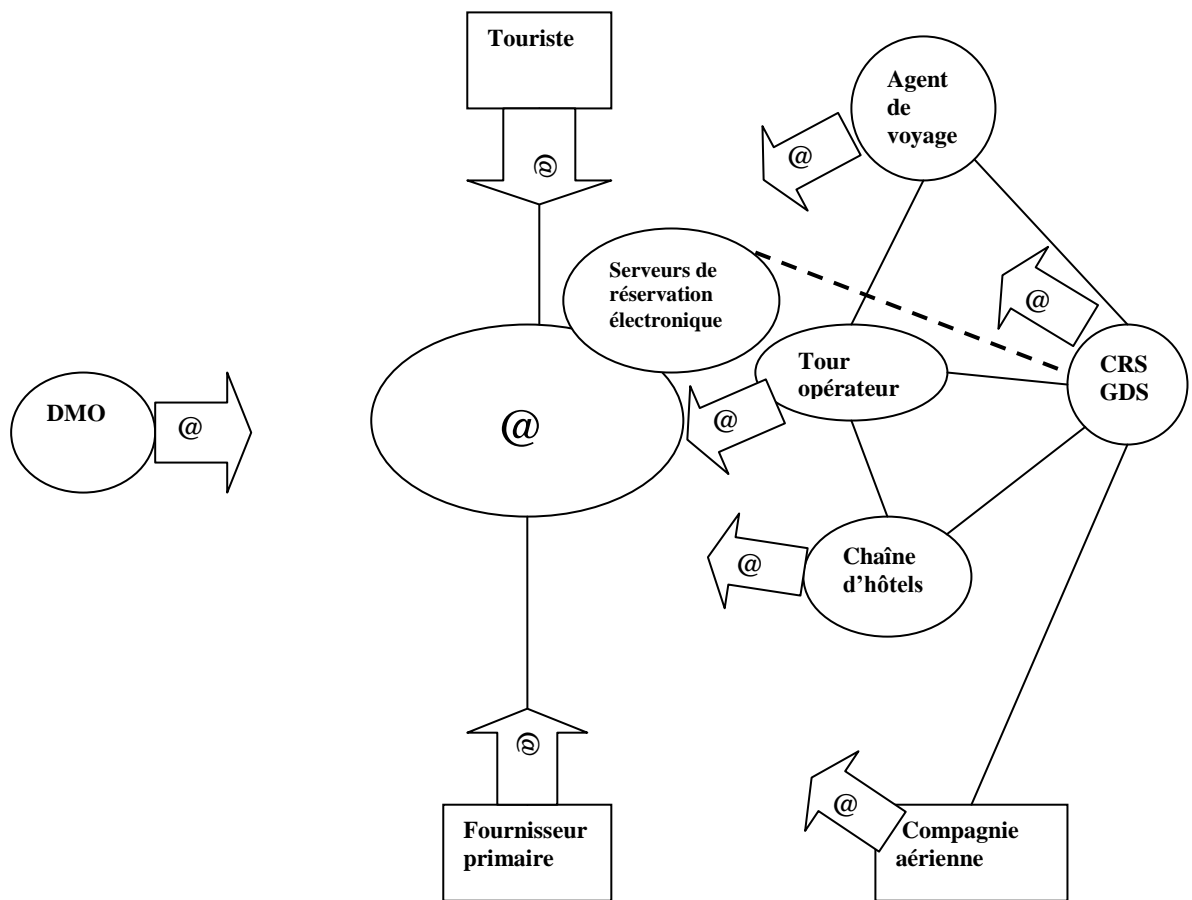 Touriste
@
Agent
de
voyage
@
Serveurs de
réservation
électronique
@
CRS
GDS
Tour
opérateur
@
DMO
@
@
Chaîne
d’hôtels
@
@
Fournisseur
primaire
@
Compagnie
aérienne